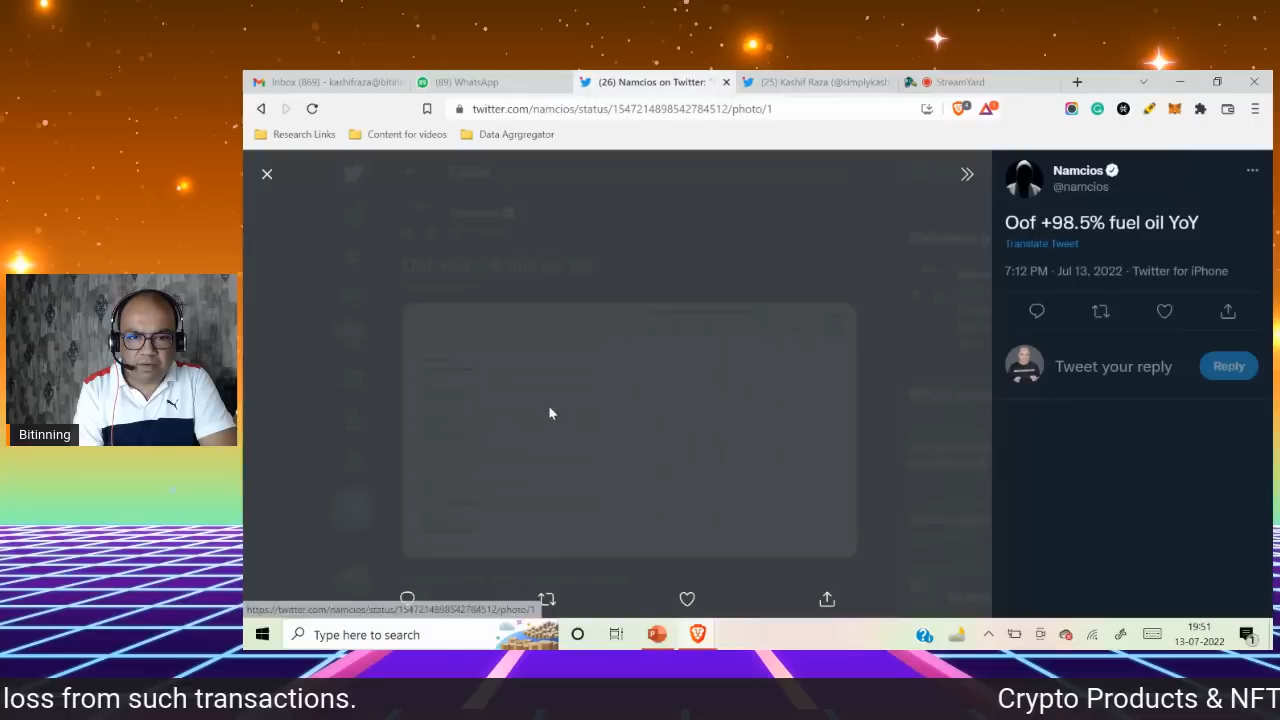 Inbox (869) - kashifraza@bitinn
(89) WhatsApp
(26) Namcios on Twitter: "
(25) Kashif Raza (@simplykash
StreamYard
twitter.com/namcios/status/1547214898542784512/photo/1
4
Research Links
Content for videos
Data Agrgregator
Namcios
@namcios
Oof +98.5% fuel oil YoY
Translate Tweet
7:12 PM · Jul 13, 2022 · Twitter for iPhone
Tweet your reply
Reply
Bitinning
https://twitter.com/namcios/status/1547214898542784512/photo/1
Type here to search
19:51
13-07-2022
1
loss from such transactions.
Crypto Products & NFT